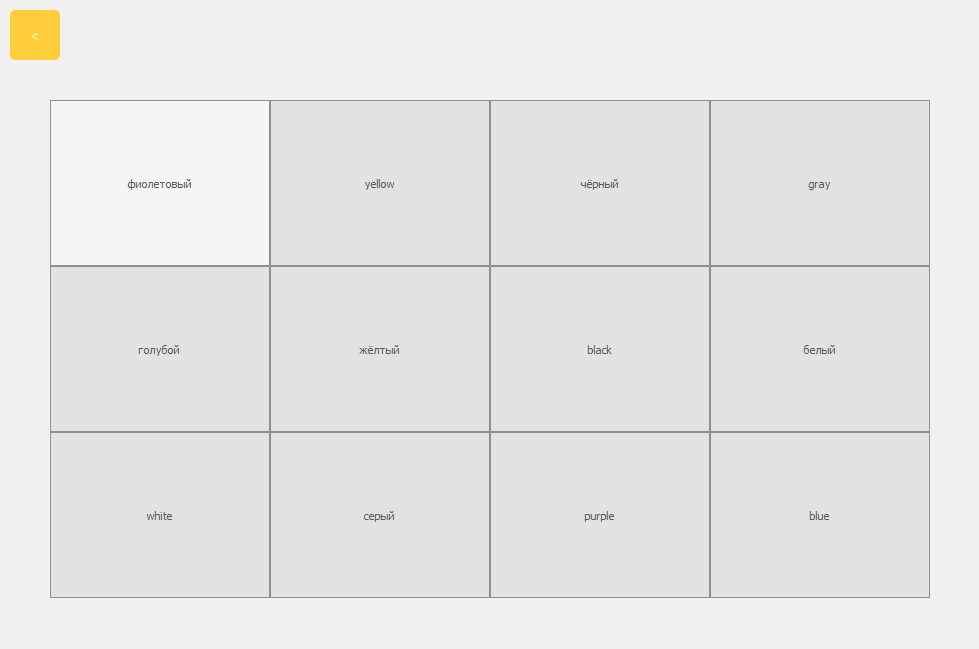 <
фиолетовый
yellow
чёрный
gray
голубой
жёлтый
black
белый
white
серый
purple
blue